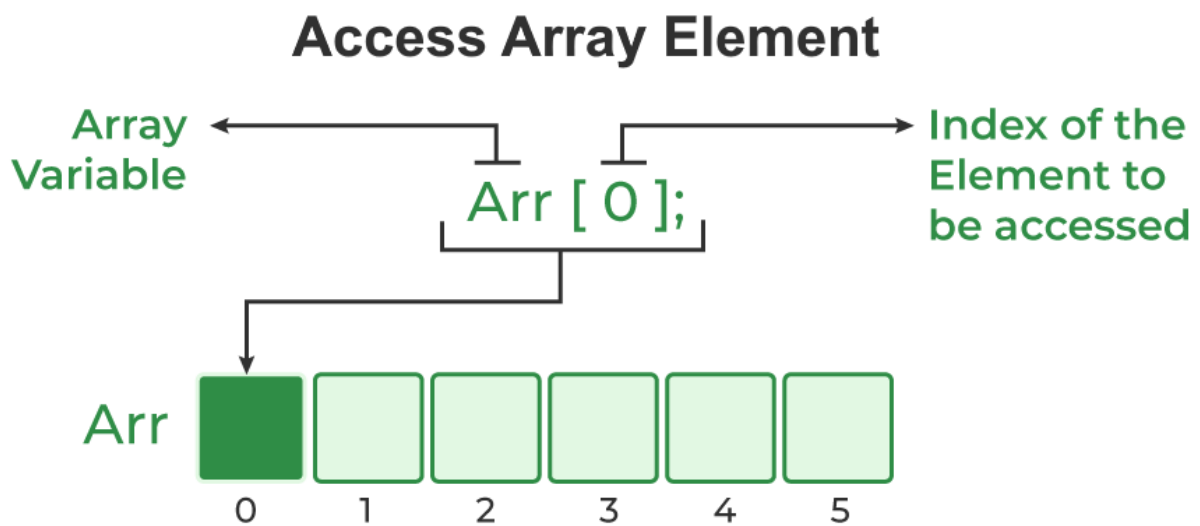 Access Array Element
Array
Variable
Index of the
Element to
be accessed
Arr [ 0 ];
Arr
0 1 2 3 4 5